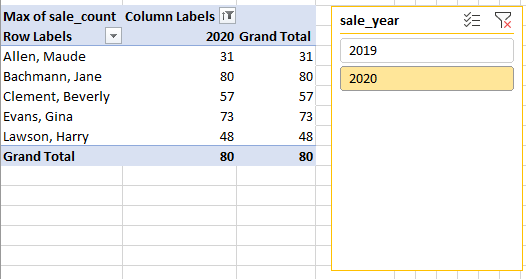 Max of sale_count Column Labels
Row Labels 2020 Grand Total
Allen, Maude 31 31
Bachmann, Jane 80 80
Clement, Beverly 57 57
Evans, Gina 73 73
Lawson, Harry 48 48
Grand Total 80 80
sale_year
2019
2020